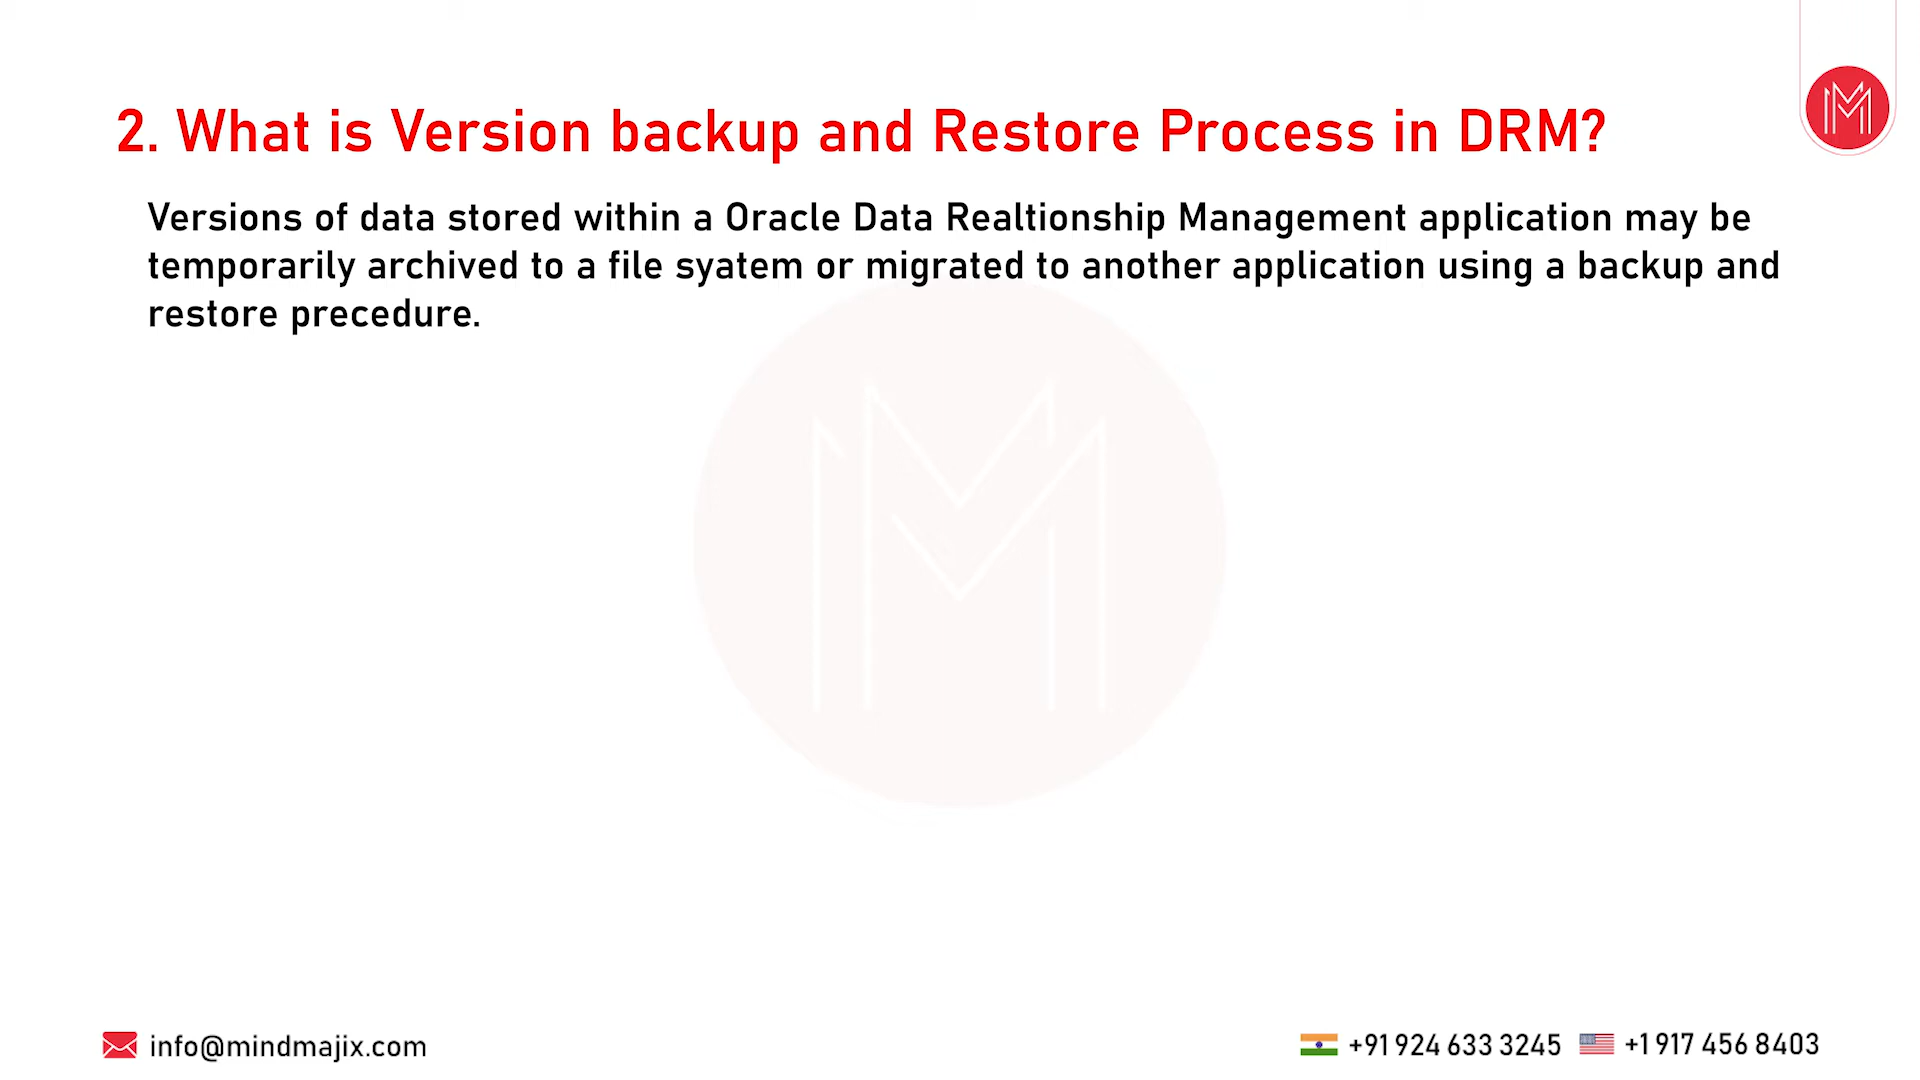 2. What is Version backup and Restore Process in DRM?
Versions of data stored within a Oracle Data Realtionship Management application may be
temporarily archived to a file syatem or migrated to another application using a backup and
restore precedure.
info@mindmajix.com
+91 924 633 3245
+1 917 456 8403